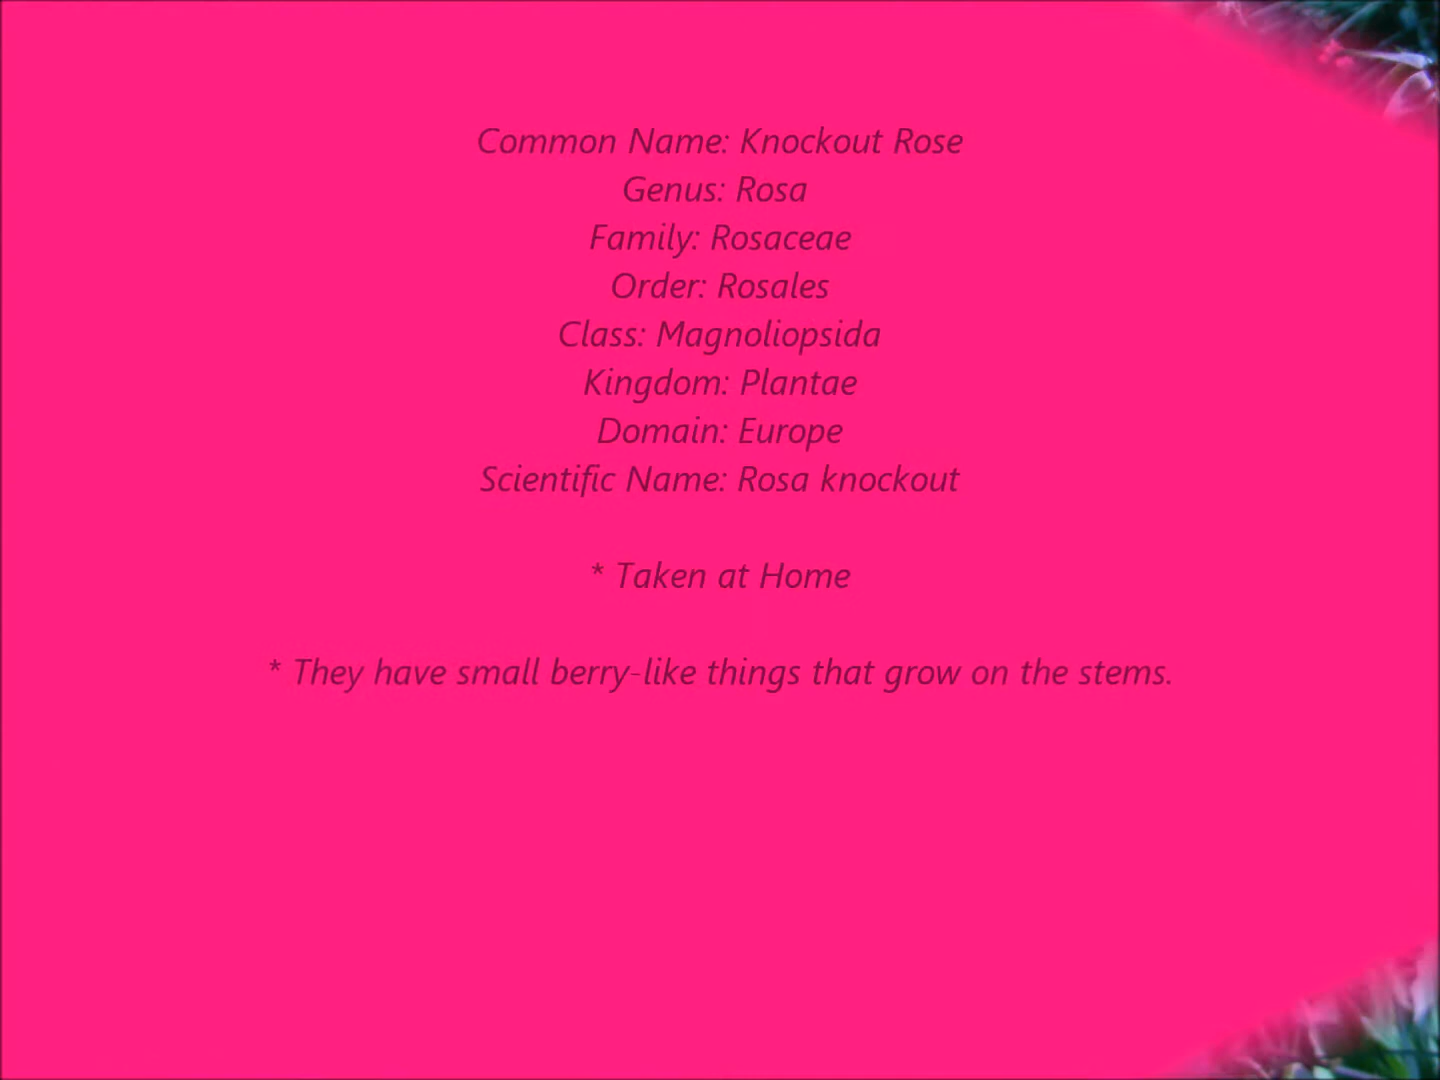 Common Name: Knockout Rose
Genus: Rosa
Family: Rosaceae
Order: Rosales
Class: Magnoliopsida
Kingdom: Plantae
Domain: Europe
Scientific Name: Rosa knockout
* Taken at Home
* They have small berry-like things that grow on the stems.